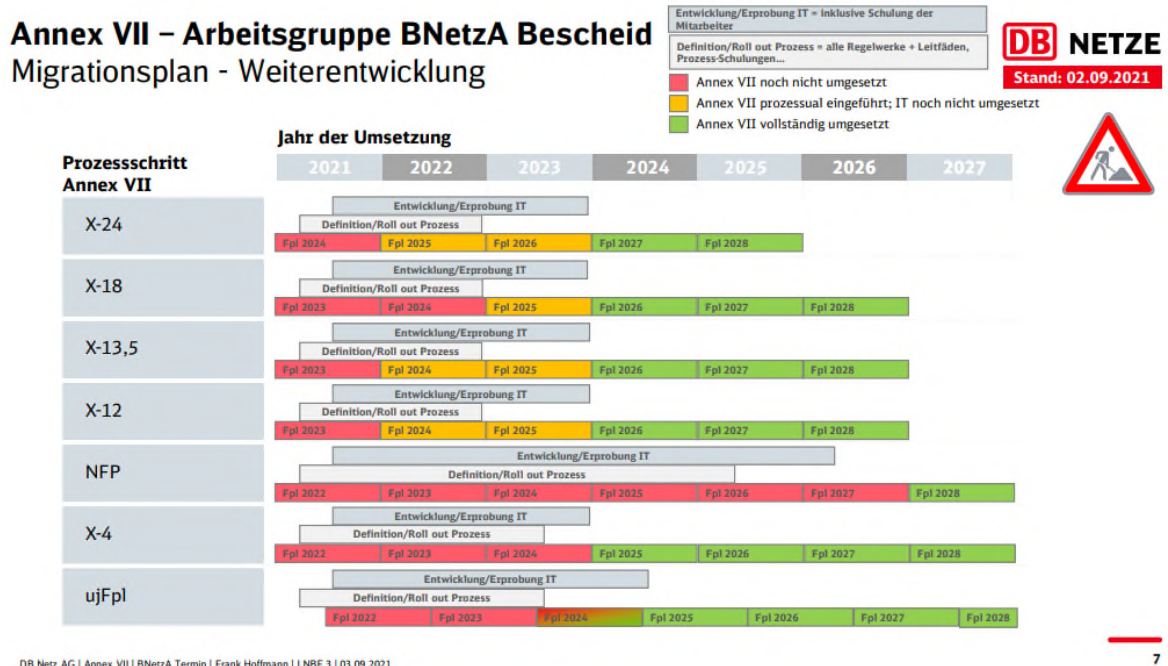 Annex VII – Arbeitsgruppe BNetzA Bescheid
Migrationsplan - Weiterentwicklung
Entwicklung/Erprobung IT = inklusive Schulung der
Mitarbeiter
Definition/Roll out Prozess = alle Regelwerke + Leitfäden,
Prozess-Schulungen...
Annex VII noch nicht umgesetzt
Annex VII prozessual eingeführt; IT noch nicht umgesetzt
Annex VII vollständig umgesetzt
DB NETZE
Stand: 02.09.2021
Jahr der Umsetzung
Prozessschritt
Annex VII
2021 2022 2023 2024 2025 2026 2027
X-24
Entwicklung/Erprobung IT
Definition/Roll out Prozess
Fpl 2024 Fpl 2025 Fpl 2026 Fpl 2027 Fpl 2028
X-18
Entwicklung/Erprobung IT
Definition/Roll out Prozess
Fpl 2023 Fpl 2024 Fpl 2025 Fpl 2026 Fpl 2027 Fpl 2028
X-13,5
Entwicklung/Erprobung IT
Definition/Roll out Prozess
Fpl 2023 Fpl 2024 Fpl 2025 Fpl 2026 Fpl 2027 Fpl 2028
X-12
Entwicklung/Erprobung IT
Definition/Roll out Prozess
Fpl 2023 Fpl 2024 Fpl 2025 Fpl 2026 Fpl 2027 Fpl 2028
NFP
Entwicklung/Erprobung IT
Definition/Roll out Prozess
Fpl 2022 Fpl 2023 Fpl 2024 Fpl 2025 Fpl 2026 Fpl 2027 Fpl 2028
X-4
Entwicklung/Erprobung IT
Definition/Roll out Prozess
Fpl 2022 Fpl 2023 Fpl 2024 Fpl 2025 Fpl 2026 Fpl 2027 Fpl 2028
ujFpl
Entwicklung/Erprobung IT
Definition/Roll out Prozess
Fpl 2022 Fpl 2023 Fpl 2024 Fpl 2025 Fpl 2026 Fpl 2027 Fpl 2028
DB Netz AG | Annex VII | BNetzA Termin | Frank Hoffmann | I.NBF 3 | 03.09.2021
7